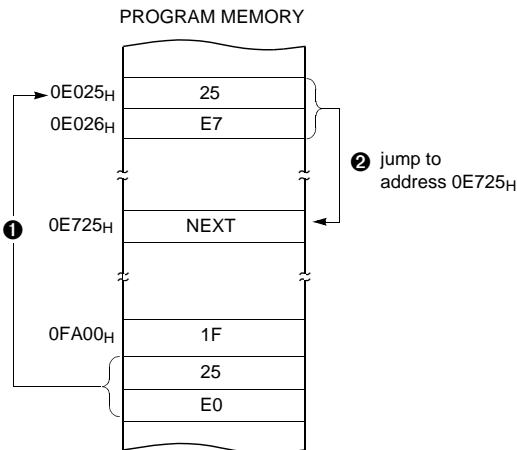 PROGRAM MEMORY
0E025H 25
0E026H E7
❷ jump to
address 0E725H
❶ 0E725H NEXT
0FA00H 1F
25
E0